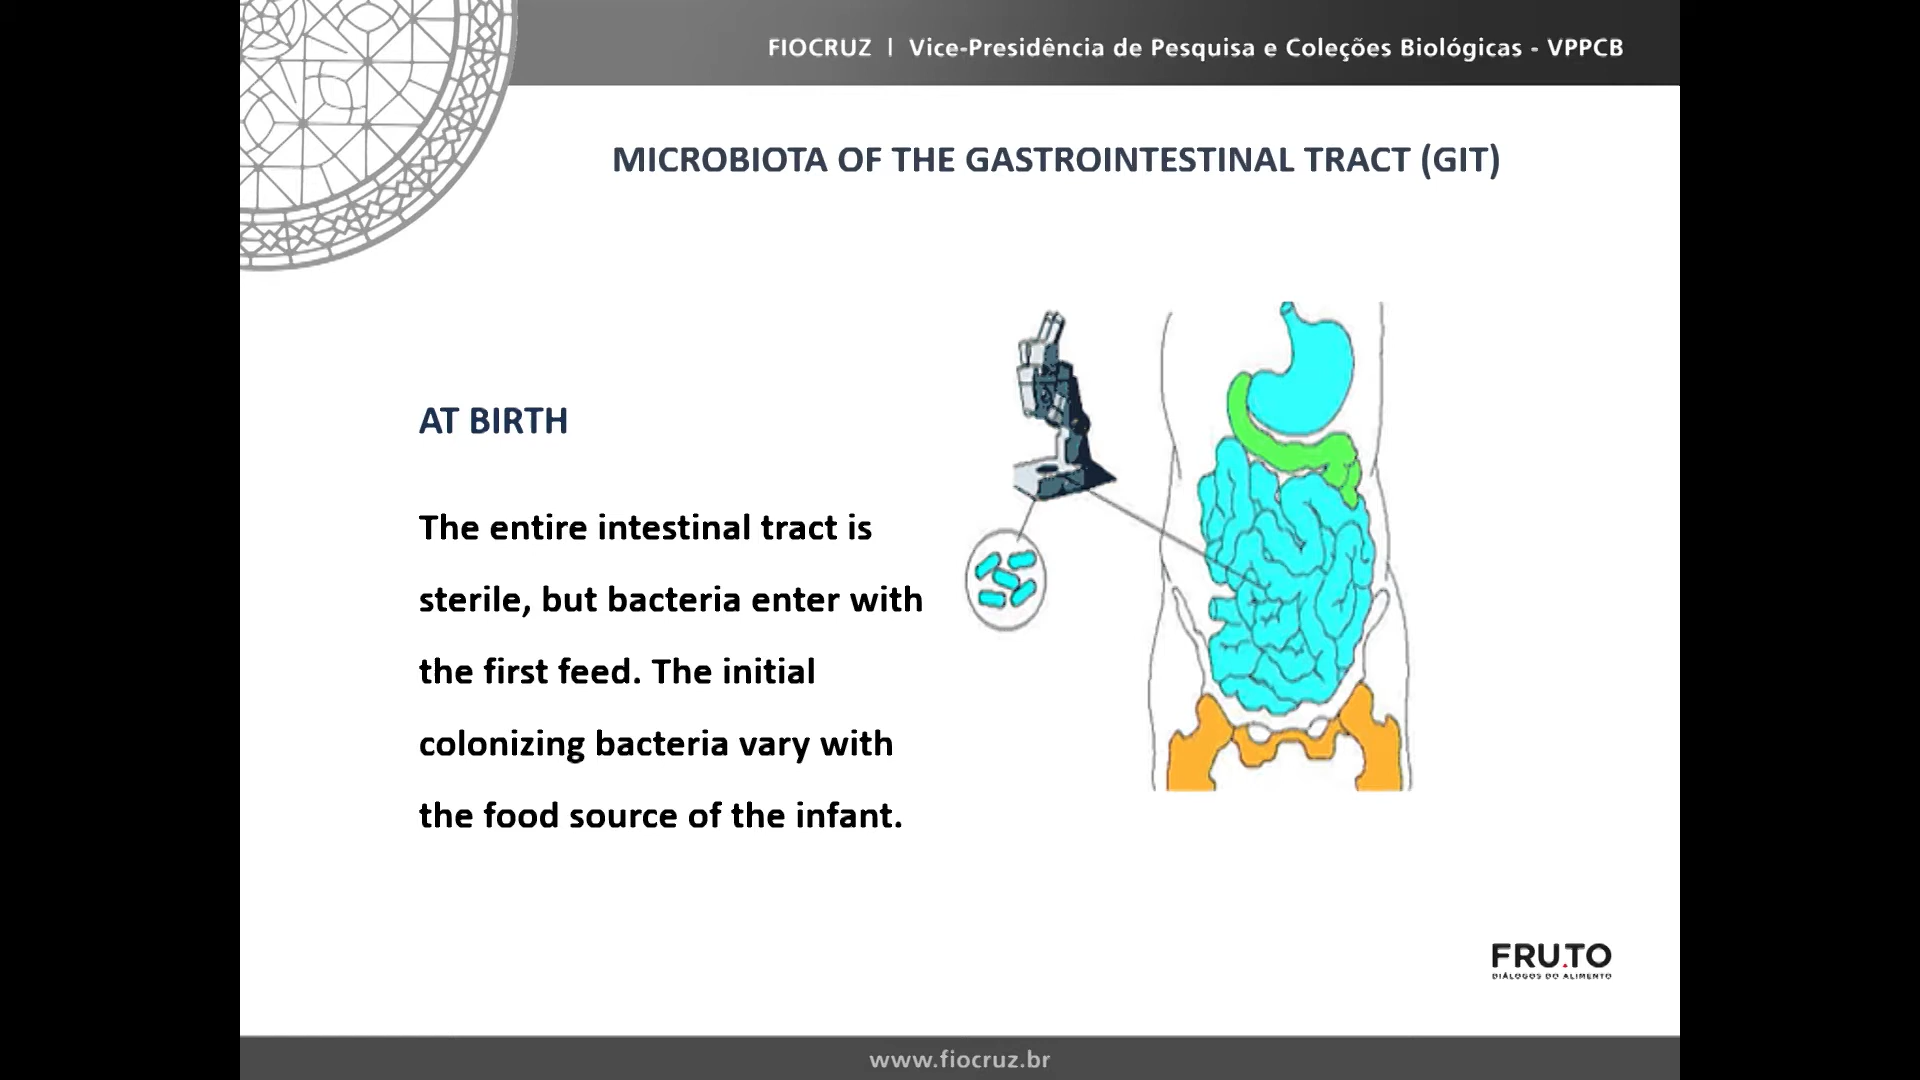 FIOCRUZ | Vice-Presidência de Pesquisa e Coleções Biológicas - VPPCB
MICROBIOTA OF THE GASTROINTESTINAL TRACT (GIT)
AT BIRTH
The entire intestinal tract is
sterile, but bacteria enter with
the first feed. The initial
colonizing bacteria vary with
the food source of the infant.
FRU.TO
DIÁLOGOS DO ALIMENTO
www.fiocruz.br